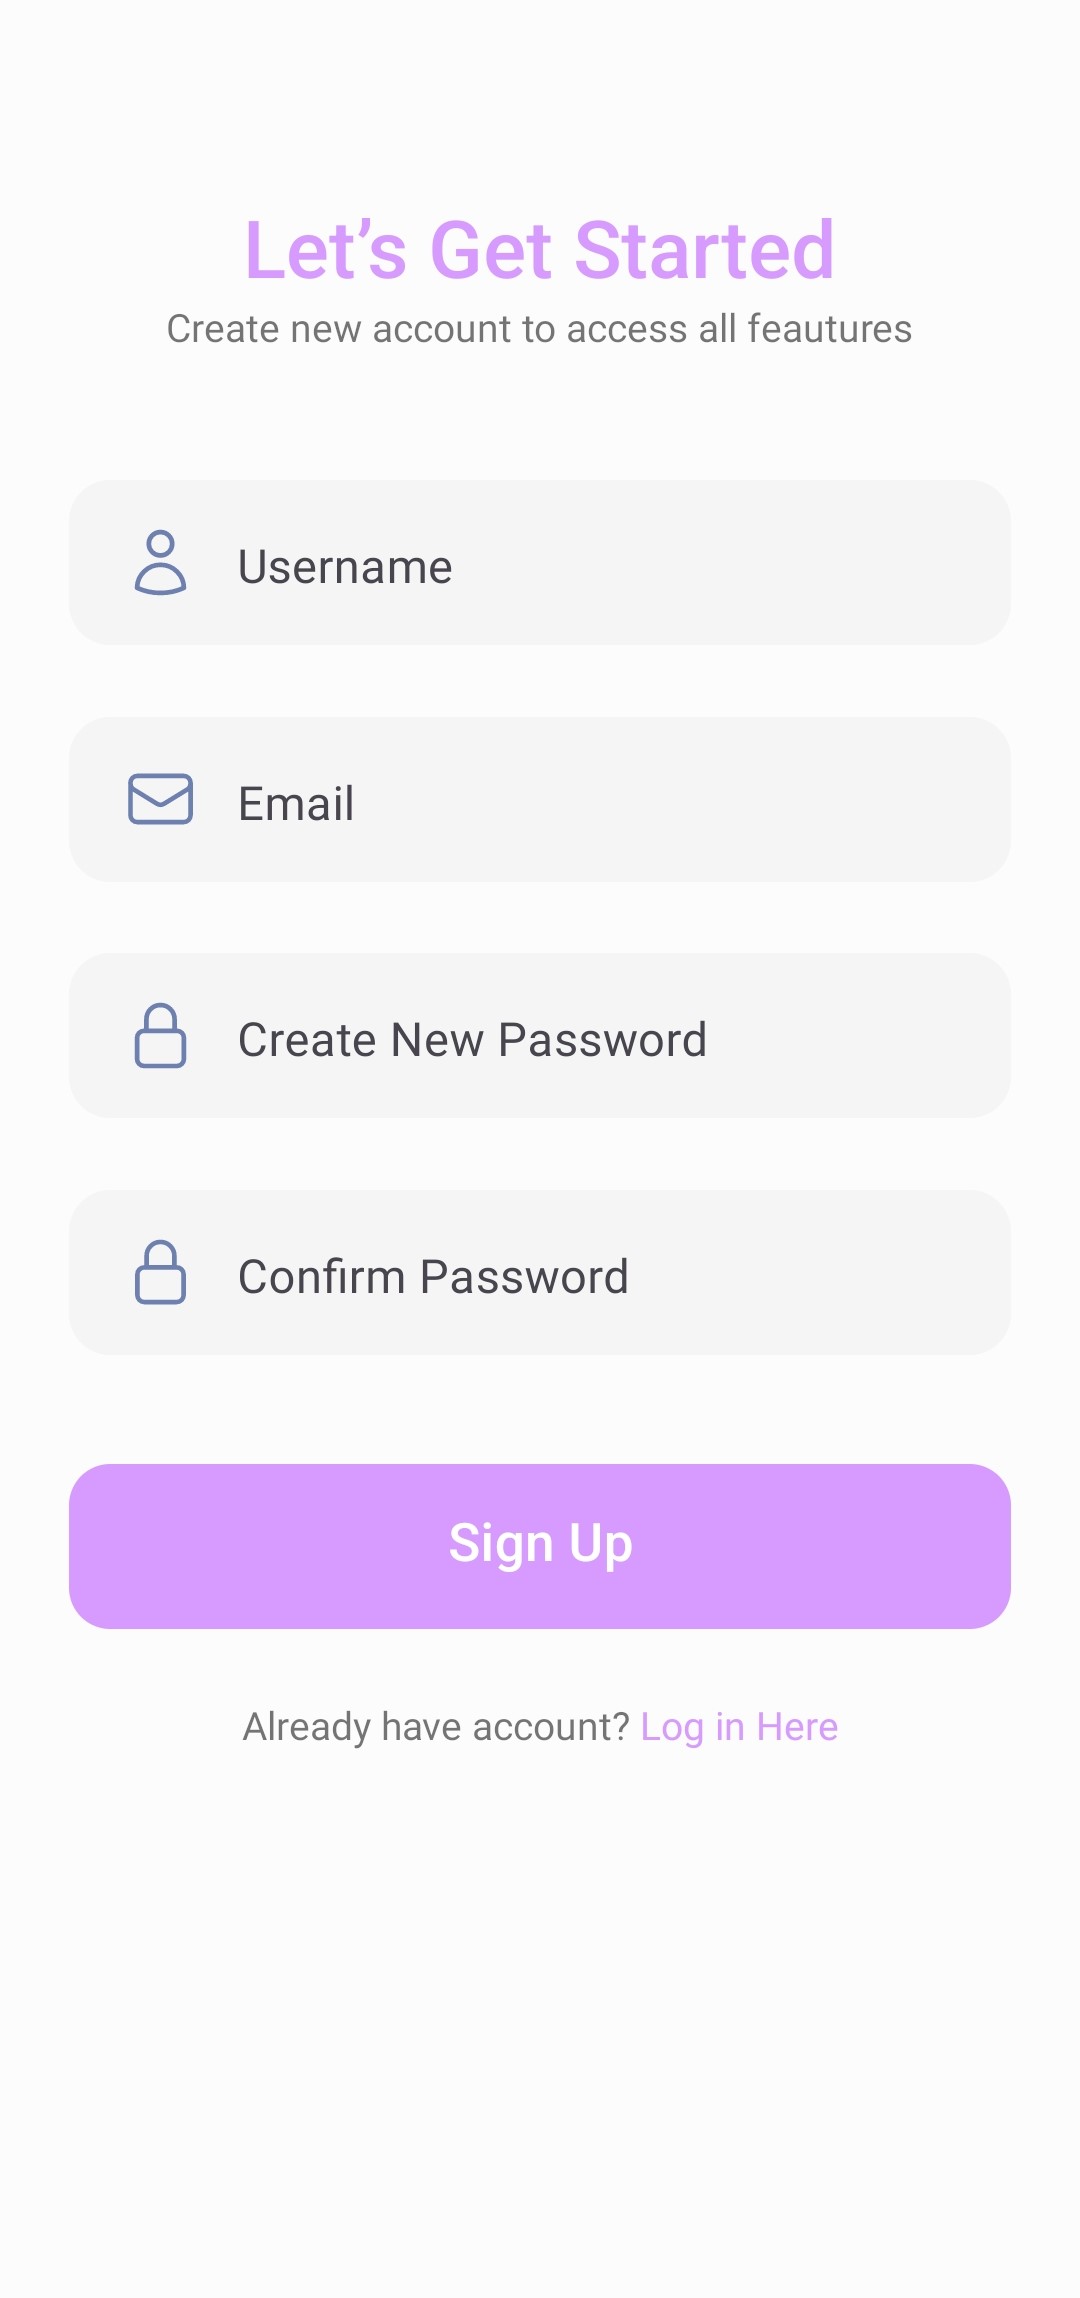 Let’s Get Started
Create new account to access all feautures
Username
Email
Create New Password
Confirm Password
Sign Up
Already have account? Log in Here